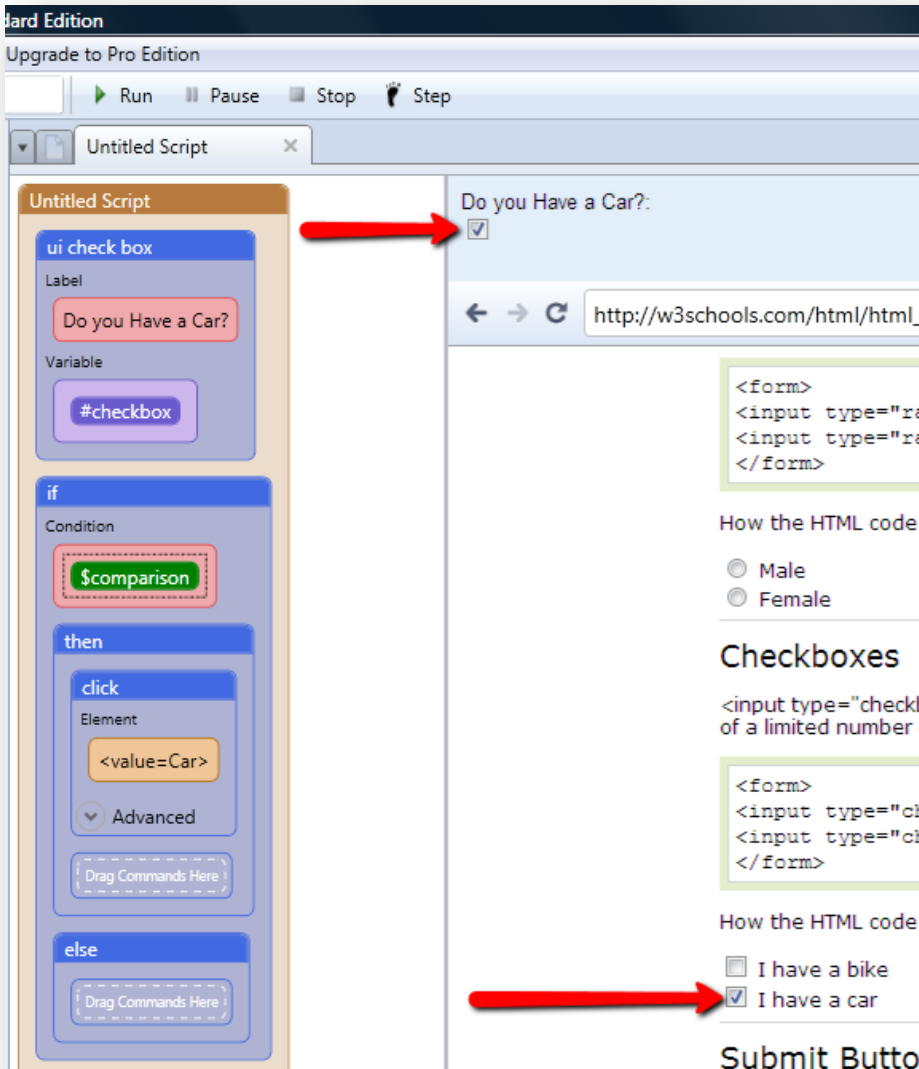 dard Edition
Upgrade to Pro Edition
Run Pause Stop Step
Untitled Script
Untitled Script
ui check box
Label
Do you Have a Car?
Variable
#checkbox
if
Condition
$comparison
then
click
Element
<value=Car>
Advanced
Drag Commands Here
else
Drag Commands Here
Do you Have a Car?:
http://w3schools.com/html/html_
<form>
<input type="ra
<input type="ra
</form>
How the HTML code
Male
Female
Checkboxes
<input type="checkb
of a limited number
<form>
<input type="ch
<input type="ch
</form>
How the HTML code
I have a bike
I have a car
Submit Butto